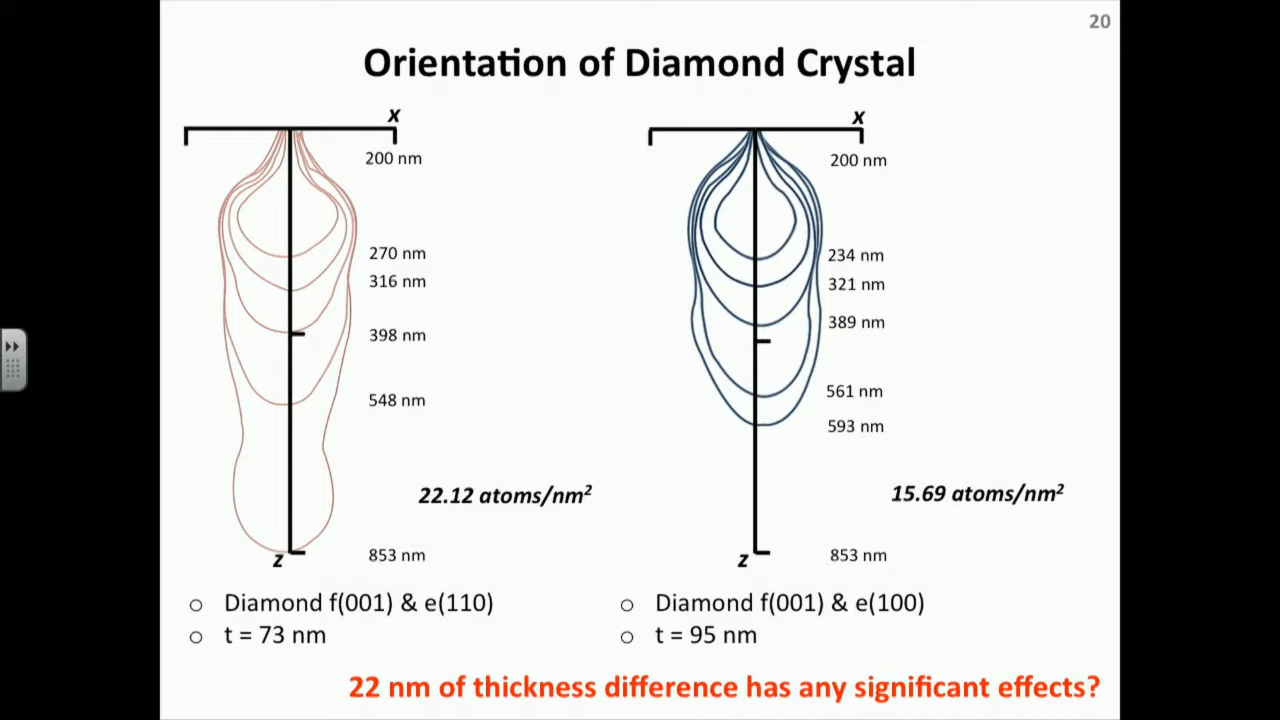 20
Orientation of Diamond Crystal
x
200 nm
270 nm
316 nm
398 nm
548 nm
22.12 atoms/nm²
z
853 nm
x
200 nm
234 nm
321 nm
389 nm
561 nm
593 nm
15.69 atoms/nm²
z
853 nm
o Diamond f(001) & e(110)
o t = 73 nm
o Diamond f(001) & e(100)
o t = 95 nm
22 nm of thickness difference has any significant effects?